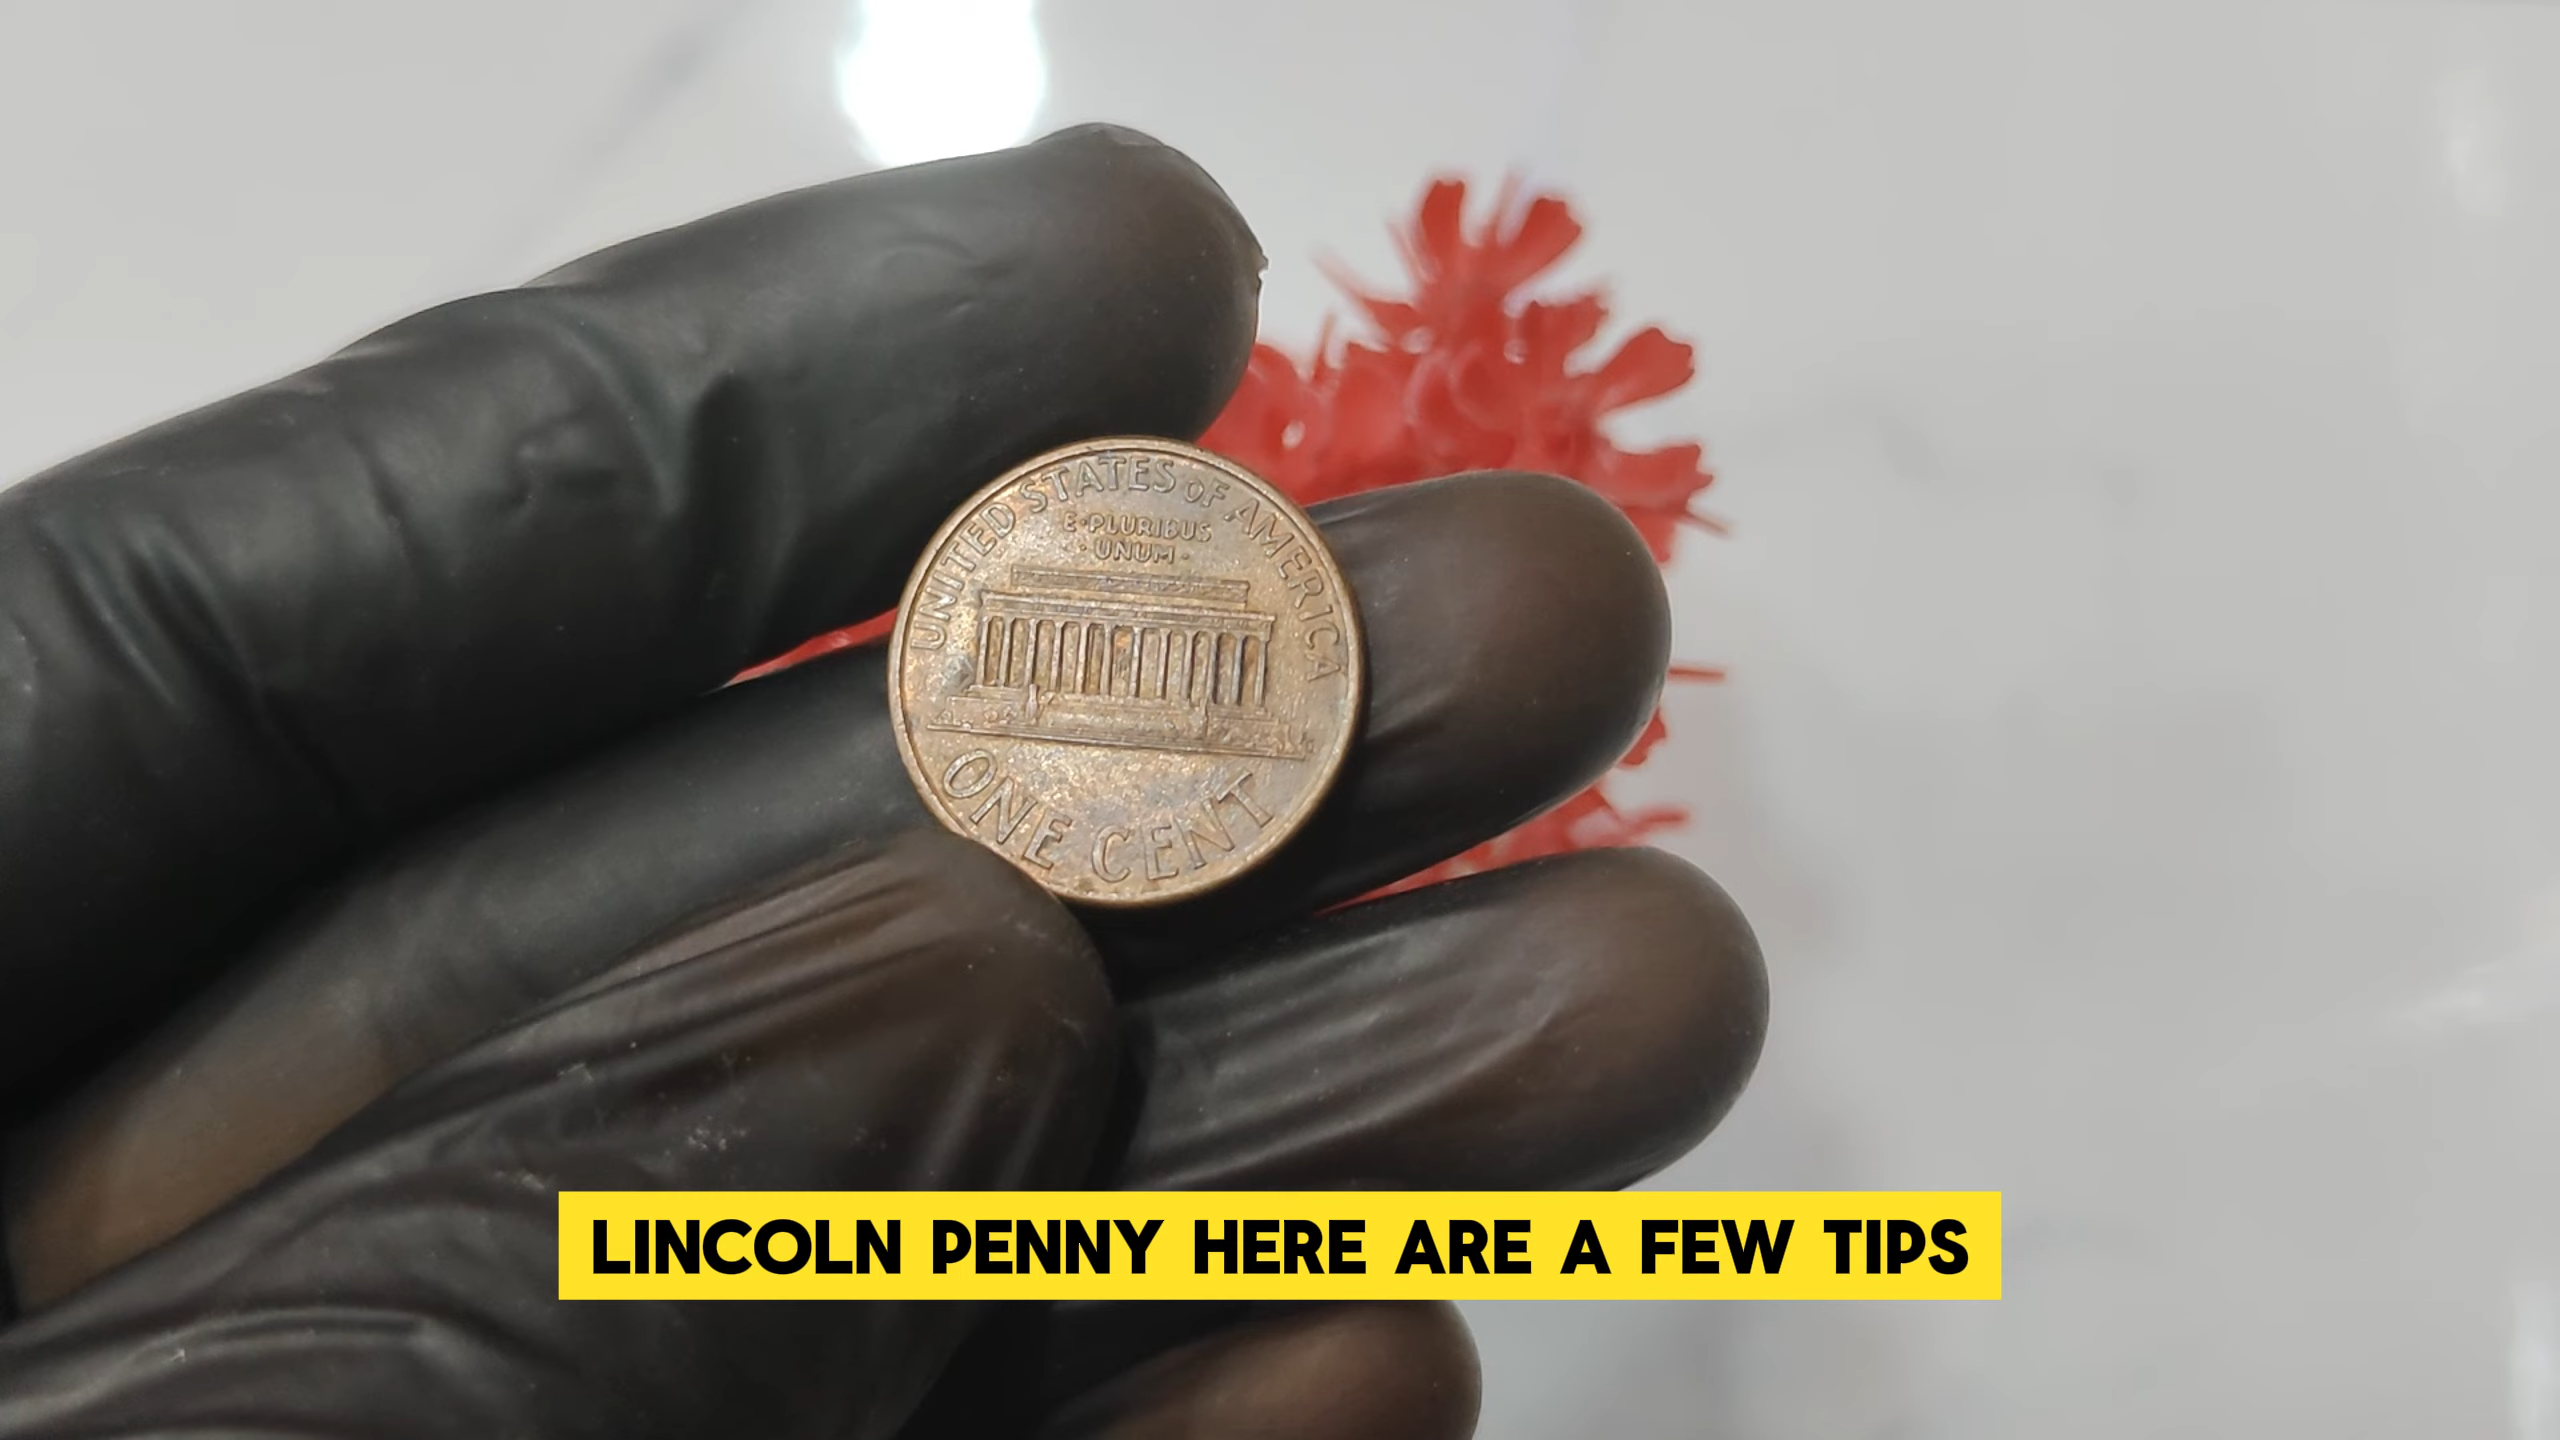 UNITED STATES OF AMERICA
E·PLURIBUS
·UNUM·
ONE CENT
LINCOLN PENNY HERE ARE A FEW TIPS